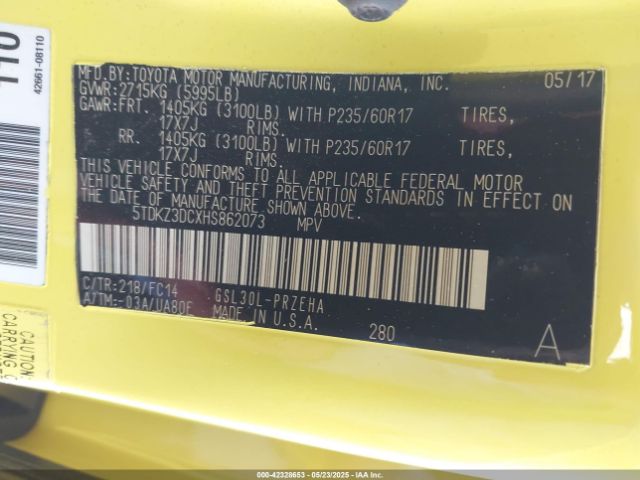 42661-08110
MFD.BY:TOYOTA MOTOR MANUFACTURING, INDIANA, INC. 05/17
GVWR:2715KG (5995LB)
GAWR:FRT. 1405KG (3100LB) WITH P235/60R17 TIRES,
17X7J RIMS.
RR. 1405KG (3100LB) WITH P235/60R17 TIRES,
17X7J RIMS.
THIS VEHICLE CONFORMS TO ALL APPLICABLE FEDERAL MOTOR
VEHICLE SAFETY AND THEFT PREVENTION STANDARDS IN EFFECT ON
THE DATE OF MANUFACTURE SHOWN ABOVE.
5TDKZ3DCXHS862073 MPV
C/TR:218/FC14 GSL30L-PRZEHA
A/TM:-03A/UA80E MADE IN U.S.A. 280 A
CAUTION
CARRYING
000-42328653 — 05/23/2025 — IAA Inc.